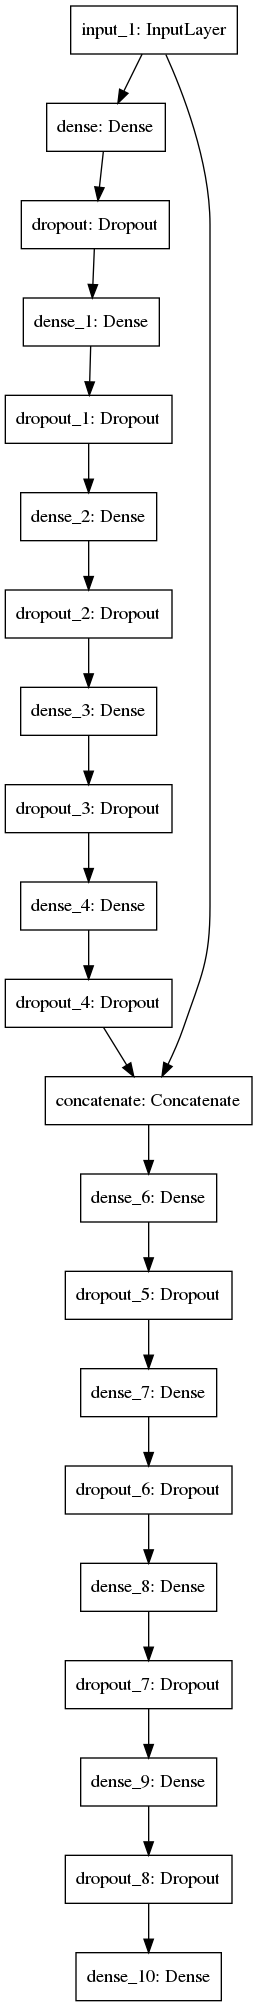 input_1: InputLayer
dense: Dense
dropout: Dropout
dense_1: Dense
dropout_1: Dropout
dense_2: Dense
dropout_2: Dropout
dense_3: Dense
dropout_3: Dropout
dense_4: Dense
dropout_4: Dropout
concatenate: Concatenate
dense_6: Dense
dropout_5: Dropout
dense_7: Dense
dropout_6: Dropout
dense_8: Dense
dropout_7: Dropout
dense_9: Dense
dropout_8: Dropout
dense_10: Dense